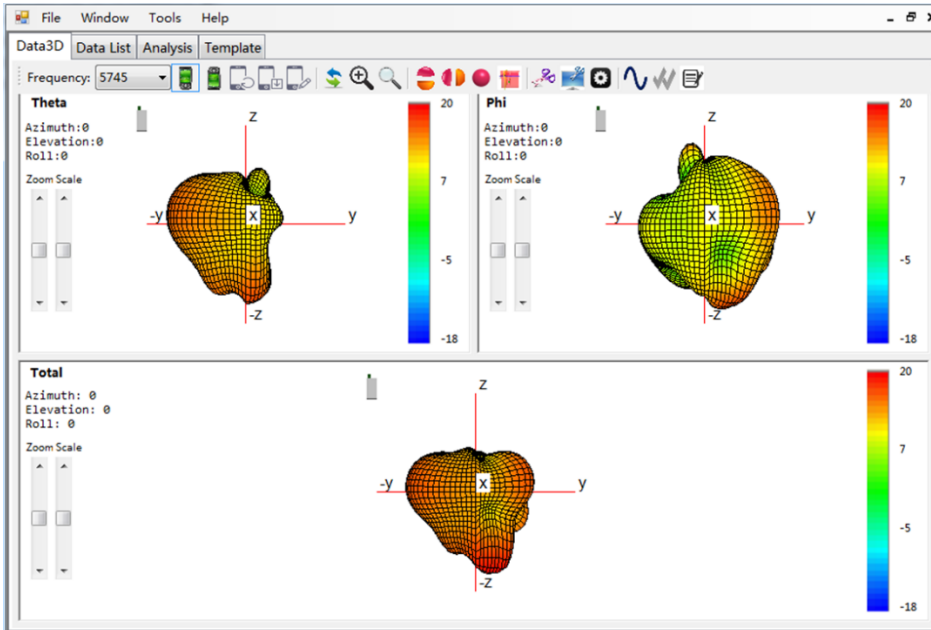 File Window Tools Help
Data3D Data List Analysis Template
Frequency: 5745
Theta
Azimuth:0
Elevation:0
Roll:0
Zoom Scale
Z
-y
x
y
-Z
20
7
-5
-18
Phi
Azimuth:0
Elevation:0
Roll:0
Zoom Scale
Z
-y
x
y
-Z
20
7
-5
-18
Total
Azimuth: 0
Elevation: 0
Roll: 0
Zoom Scale
Z
-y
x
y
-Z
20
7
-5
-18